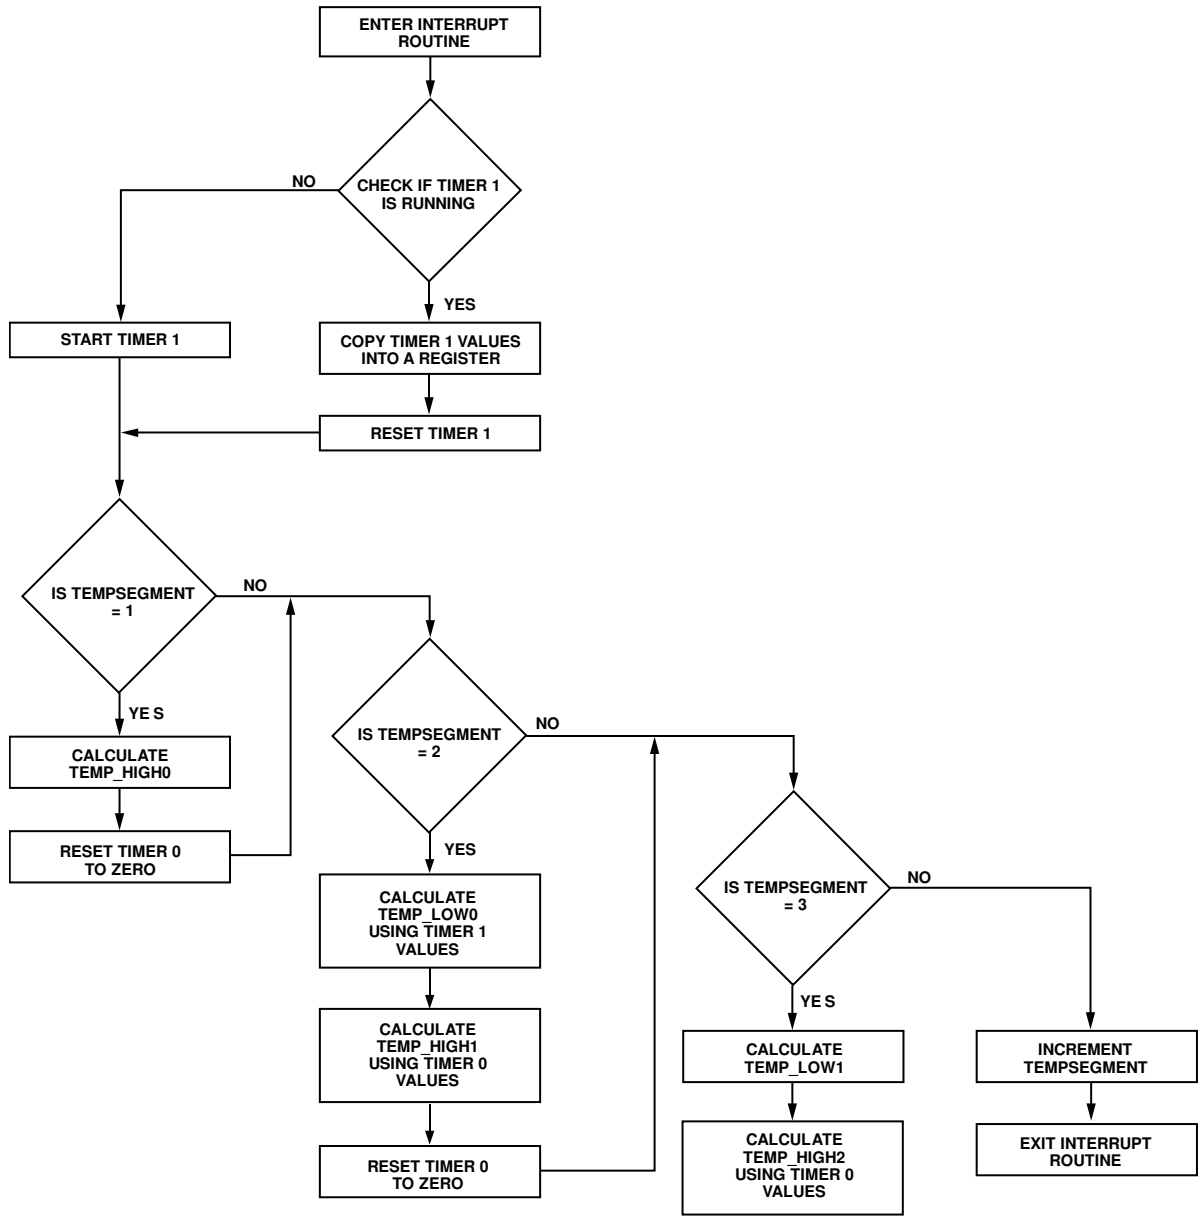 ENTER INTERRUPT
ROUTINE
CHECK IF TIMER 1
IS RUNNING
NO
YES
START TIMER 1
COPY TIMER 1 VALUES
INTO A REGISTER
RESET TIMER 1
IS TEMPSEGMENT
= 1
NO
YE S
CALCULATE
TEMP_HIGH0
RESET TIMER 0
TO ZERO
IS TEMPSEGMENT
= 2
NO
YES
CALCULATE
TEMP_LOW0
USING TIMER 1
VALUES
CALCULATE
TEMP_HIGH1
USING TIMER 0
VALUES
RESET TIMER 0
TO ZERO
IS TEMPSEGMENT
= 3
NO
YE S
CALCULATE
TEMP_LOW1
CALCULATE
TEMP_HIGH2
USING TIMER 0
VALUES
INCREMENT
TEMPSEGMENT
EXIT INTERRUPT
ROUTINE